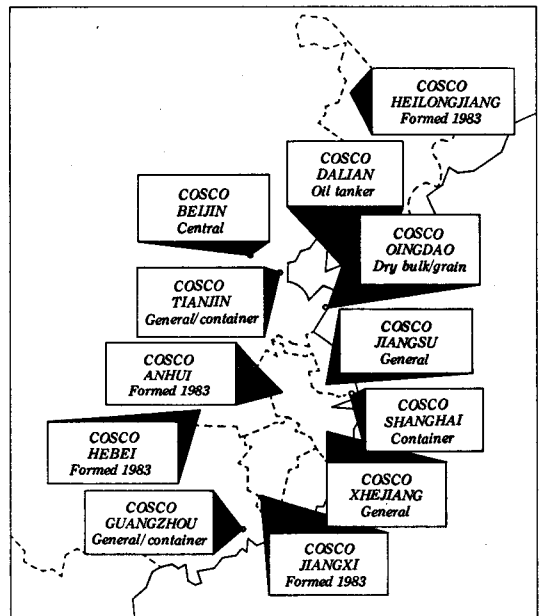 COSCO
HEILONGJIANG
Formed 1983
COSCO
DALIAN
Oil tanker
COSCO
BEIJIN
Central
COSCO
OINGDAO
Dry bulk/grain
COSCO
TIANJIN
General/container
COSCO
JIANGSU
General
COSCO
ANHUI
Formed 1983
COSCO
SHANGHAI
Container
COSCO
HEBEI
Formed 1983
COSCO
XHEJIANG
General
COSCO
GUANGZHOU
General/container
COSCO
JIANGXI
Formed 1983